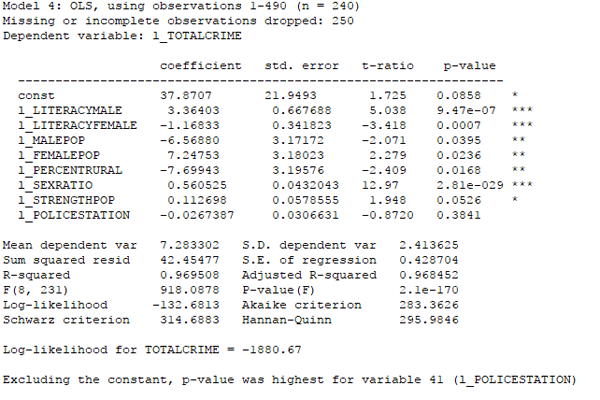 Model 4: OLS, using observations 1-490 (n = 240)
Missing or incomplete observations dropped: 250
Dependent variable: l_TOTALCRIME
coefficient std. error t-ratio p-value
----------------------------------------------------------------
const 37.8707 21.9493 1.725 0.0858 *
l_LITERACYMALE 3.36403 0.667688 5.038 9.47e-07 ***
l_LITERACYFEMALE -1.16833 0.341823 -3.418 0.0007 ***
l_MALEPOP -6.56880 3.17172 -2.071 0.0395 **
l_FEMALEPOP 7.24753 3.18023 2.279 0.0236 **
l_PERCENTRURAL -7.69943 3.19576 -2.409 0.0168 **
l_SEXRATIO 0.560525 0.0432043 12.97 2.81e-029 ***
l_STRENGTHPOP 0.112698 0.0578555 1.948 0.0526 *
l_POLICESTATION -0.0267387 0.0306631 -0.8720 0.3841
Mean dependent var 7.283302 S.D. dependent var 2.413625
Sum squared resid 42.45477 S.E. of regression 0.428704
R-squared 0.969508 Adjusted R-squared 0.968452
F(8, 231) 918.0878 P-value(F) 2.1e-170
Log-likelihood -132.6813 Akaike criterion 283.3626
Schwarz criterion 314.6883 Hannan-Quinn 295.9846
Log-likelihood for TOTALCRIME = -1880.67
Excluding the constant, p-value was highest for variable 41 (l_POLICESTATION)